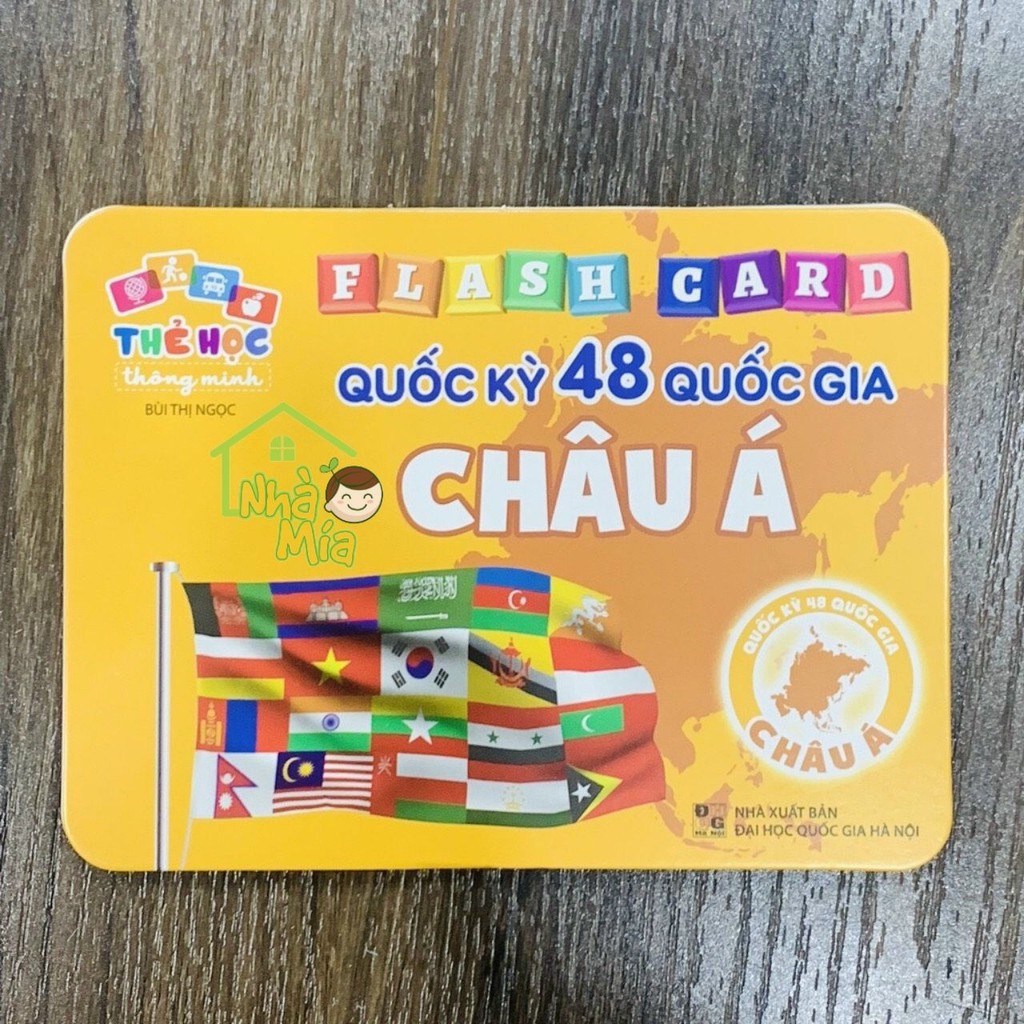 FLASH CARD
THẺ HỌC
thông minh
BÙI THỊ NGỌC
QUỐC KỲ 48 QUỐC GIA
CHÂU Á
Nhà
Mía
QUỐC KỲ 48 QUỐC GIA
CHÂU Á
NHÀ XUẤT BẢN
ĐẠI HỌC QUỐC GIA HÀ NỘI